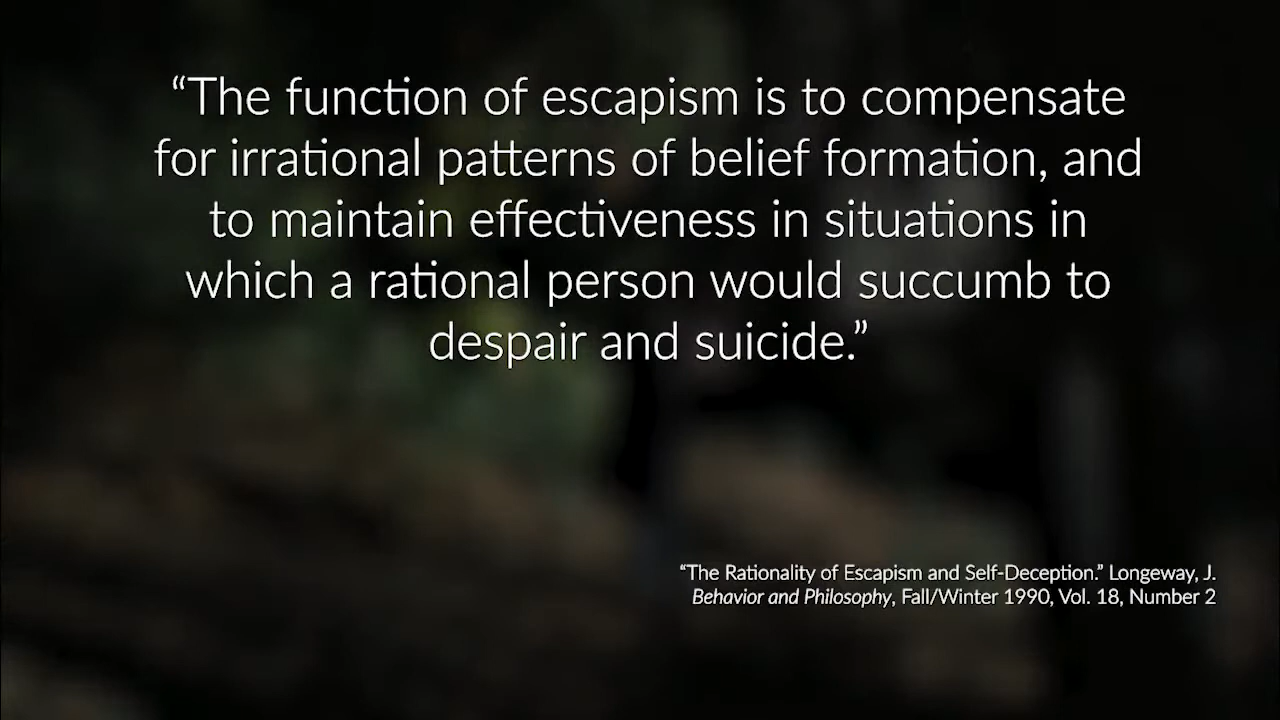 “The function of escapism is to compensate
for irrational patterns of belief formation, and
to maintain effectiveness in situations in
which a rational person would succumb to
despair and suicide.”
“The Rationality of Escapism and Self-Deception.” Longeway, J.
Behavior and Philosophy, Fall/Winter 1990, Vol. 18, Number 2